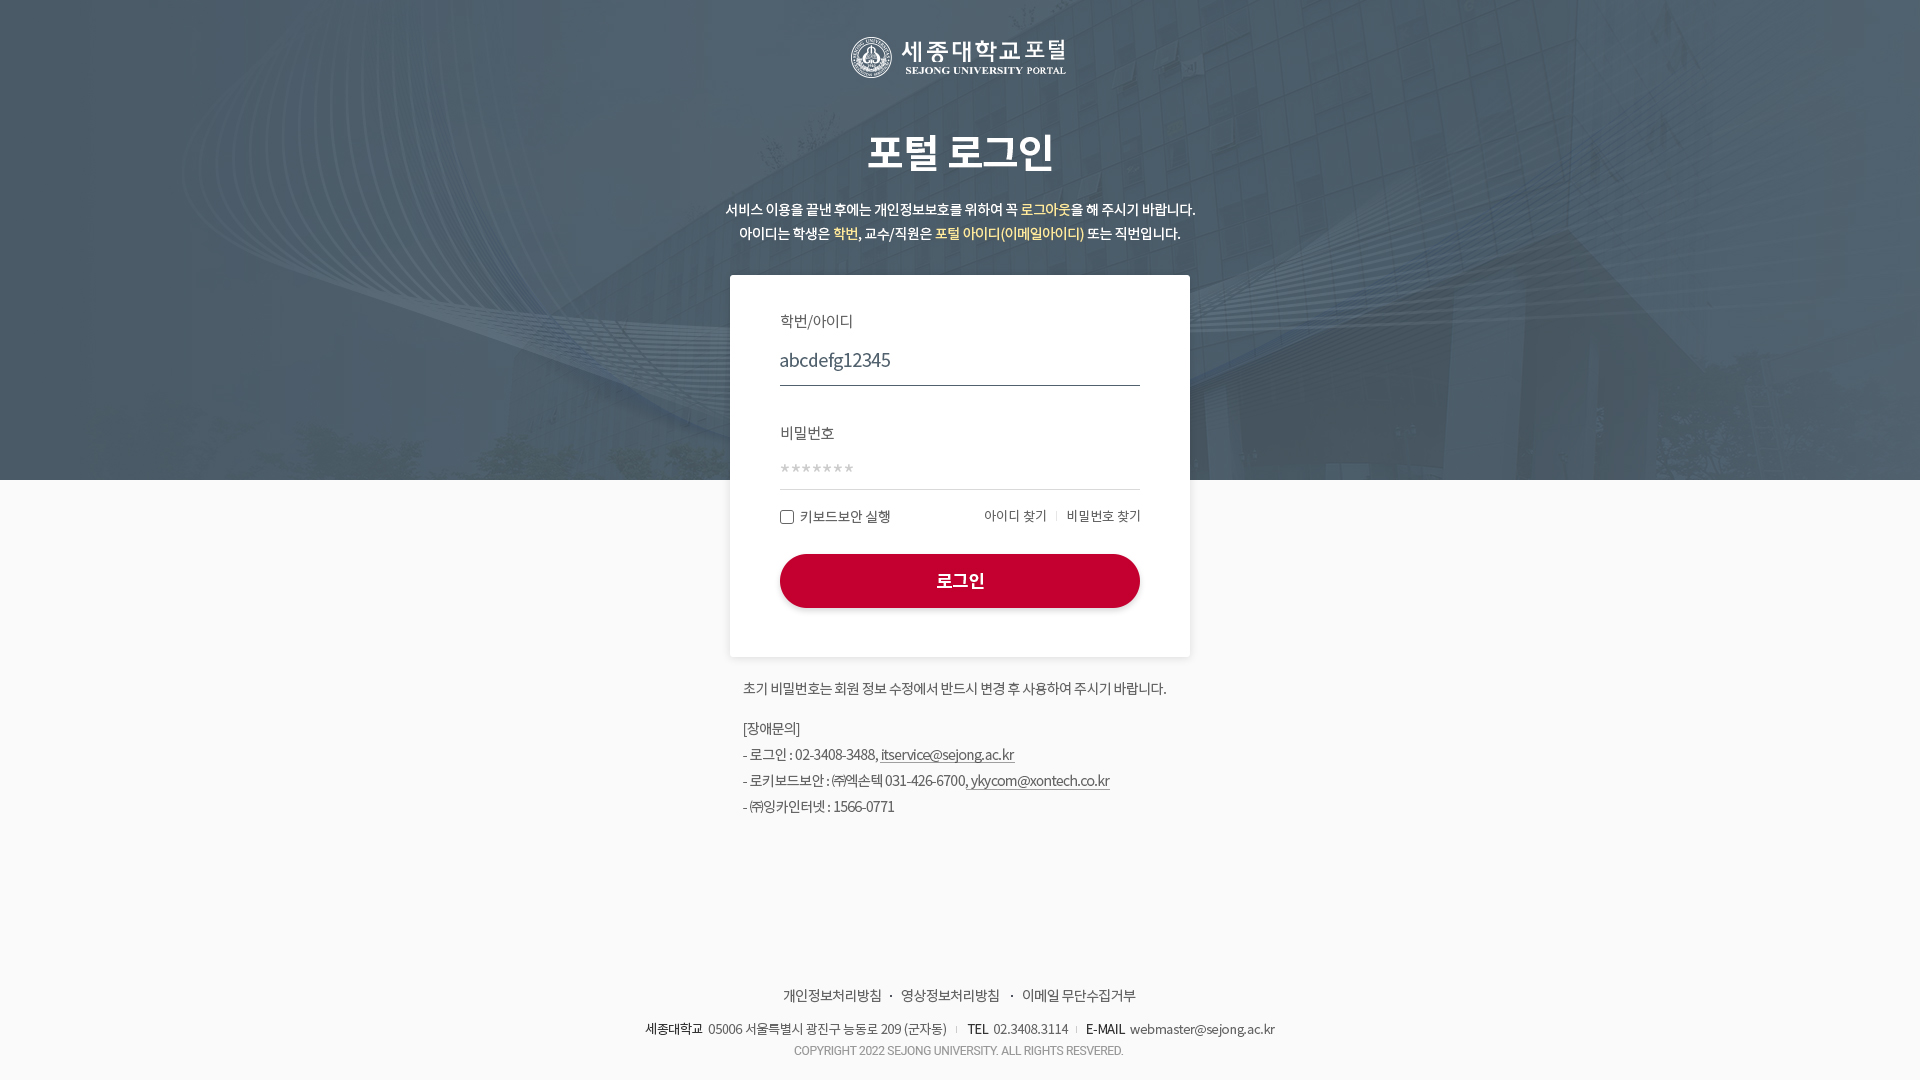 세종대학교포털
SEJONG UNIVERSITY PORTAL
포털 로그인
서비스 이용을 끝낸 후에는 개인정보보호를 위하여 꼭 로그아웃을 해 주시기 바랍니다.
아이디는 학생은 학번, 교수/직원은 포털 아이디(이메일아이디) 또는 직번입니다.
학번/아이디
abcdefg12345
비밀번호
*******
키보드보안 실행 아이디 찾기 비밀번호 찾기
로그인
초기 비밀번호는 회원 정보 수정에서 반드시 변경 후 사용하여 주시기 바랍니다.
[장애문의]
- 로그인 : 02-3408-3488, itservice@sejong.ac.kr
- 로키보드보안 : ㈜엑손텍 031-426-6700, ykycom@xontech.co.kr
- ㈜잉카인터넷 : 1566-0771
개인정보처리방침 · 영상정보처리방침 · 이메일 무단수집거부
세종대학교 05006 서울특별시 광진구 능동로 209 (군자동) TEL 02.3408.3114 E-MAIL webmaster@sejong.ac.kr
COPYRIGHT 2022 SEJONG UNIVERSITY. ALL RIGHTS RESVERED.